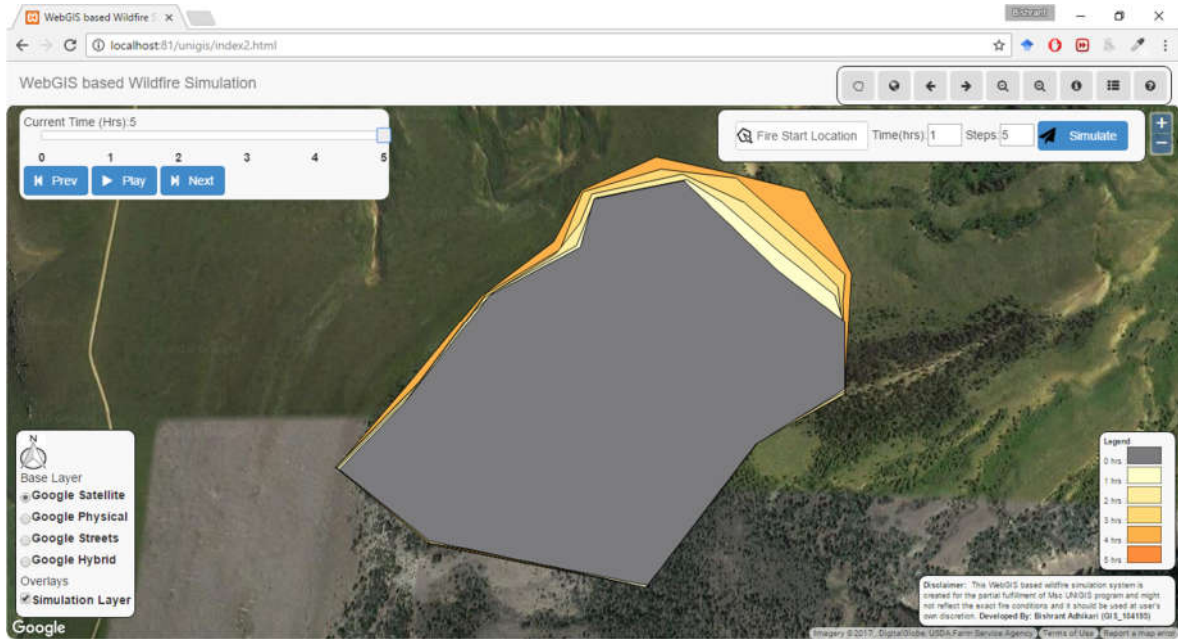 WebGIS based Wildfire S
Bishrant
localhost:81/unigis/index2.html
WebGIS based Wildfire Simulation
Current Time (Hrs):5
0 1 2 3 4 5
Prev Play Next
Fire Start Location Time(hrs): 1 Steps: 5 Simulate
+
−
N
Base Layer
Google Satellite
Google Physical
Google Streets
Google Hybrid
Overlays
Simulation Layer
Google
Legend
0 hrs
1 hrs
2 hrs
3 hrs
4 hrs
5 hrs
Disclaimer: This WebGIS based wildfire simulation system is
created for the partial fulfillment of Msc UNIGIS program and might
not reflect the exact fire conditions and it should be used at user's
own discretion. Developed By: Bishrant Adhikari (GIS_104195)
Imagery ©2017, DigitalGlobe, USDA Farm Service Agency Terms of Use Report a map error